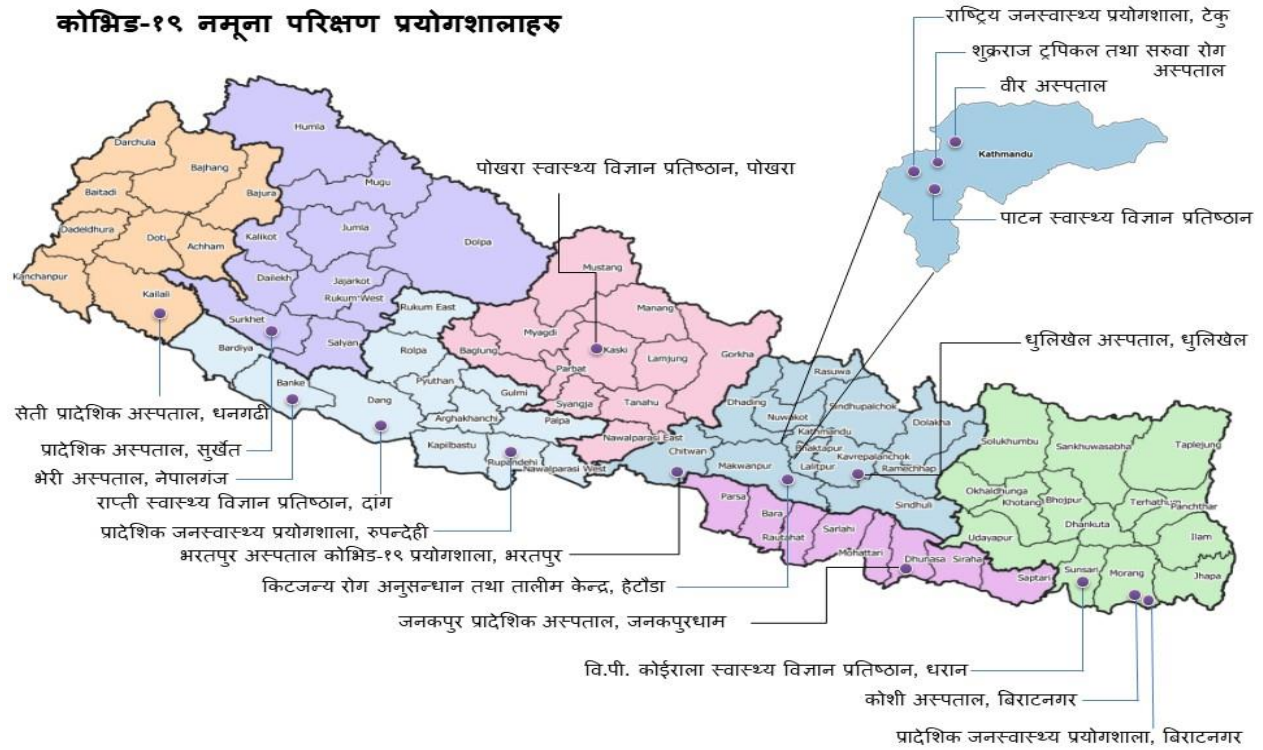 कोभिड-१९ नमूना परिक्षण प्रयोगशालाहरु
राष्ट्रिय जनस्वास्थ्य प्रयोगशाला, टेकु
शुक्रराज ट्रपिकल तथा सरुवा रोग
अस्पताल
वीर अस्पताल
Kathmandu
पाटन स्वास्थ्य विज्ञान प्रतिष्ठान
पोखरा स्वास्थ्य विज्ञान प्रतिष्ठान, पोखरा
धुलिखेल अस्पताल, धुलिखेल
Humla
Darchula
Bajhang
Mugu
Baitadi
Bajura
Jumla
Dadeldhura
Doti
Achham
Kalikot
Dolpa
Kanchanpur
Kailali
Dailekh
Jajarkot
Rukum West
Rukum East
Surkhet
Salyan
Bardiya
Banke
Rolpa
Pyuthan
Dang
Gulmi
Arghakhanchi
Palpa
Kapilbastu
Rupandehi
Nawalparasi West
Mustang
Manang
Myagdi
Baglung
Kaski
Lamjung
Gorkha
Parbat
Syangja
Tanahu
Nawalparasi East
Rasuwa
Dhading
Nuwakot
Sindhupalchok
Dolakha
Kathmandu
Bhaktapur
Chitwan
Makwanpur
Lalitpur
Kavrepalanchok
Ramechhap
Sindhuli
Parsa
Bara
Rautahat
Sarlahi
Mohattari
Dhunasa
Siraha
Saptari
Solukhumbu
Sankhuwasabha
Taplejung
Okhaldhunga
Khotang
Bhojpur
Terhathum
Panchthar
Dhankuta
Udayapur
Ilam
Sunsari
Morang
Jhapa
सेती प्रादेशिक अस्पताल, धनगढी
प्रादेशिक अस्पताल, सुर्खेत
भेरी अस्पताल, नेपालगंज
राप्ती स्वास्थ्य विज्ञान प्रतिष्ठान, दांग
प्रादेशिक जनस्वास्थ्य प्रयोगशाला, रुपन्देही
भरतपुर अस्पताल कोभिड-१९ प्रयोगशाला, भरतपुर
किटजन्य रोग अनुसन्धान तथा तालीम केन्द्र, हेटौडा
जनकपुर प्रादेशिक अस्पताल, जनकपुरधाम
वि.पी. कोईराला स्वास्थ्य विज्ञान प्रतिष्ठान, धरान
कोशी अस्पताल, बिराटनगर
प्रादेशिक जनस्वास्थ्य प्रयोगशाला, बिराटनगर